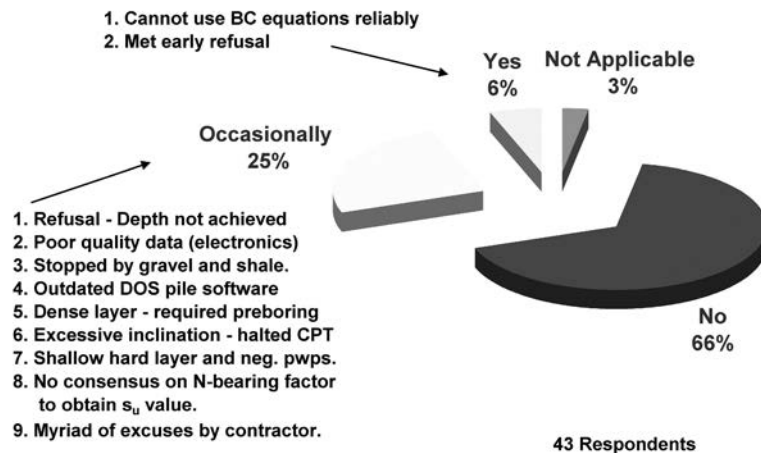 1. Cannot use BC equations reliably
2. Met early refusal
Yes
6%
Not Applicable
3%
Occasionally
25%
1. Refusal - Depth not achieved
2. Poor quality data (electronics)
3. Stopped by gravel and shale.
4. Outdated DOS pile software
5. Dense layer - required preboring
6. Excessive inclination - halted CPT
7. Shallow hard layer and neg. pwps.
8. No consensus on N-bearing factor
to obtain sᵤ value.
9. Myriad of excuses by contractor.
No
66%
43 Respondents